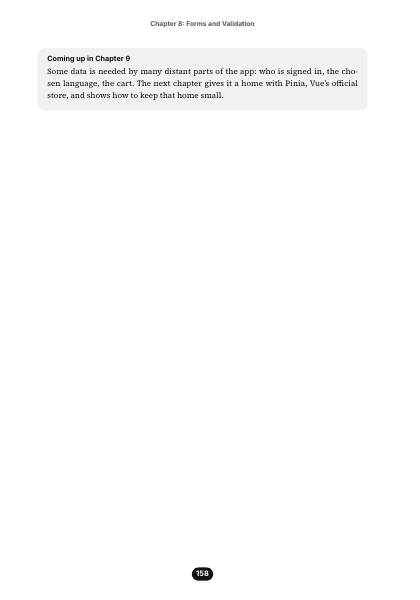 Chapter 8: Forms and Validation
Coming up in Chapter 9
Some data is needed by many distant parts of the app: who is signed in, the cho-
sen language, the cart. The next chapter gives it a home with Pinia, Vue’s official
store, and shows how to keep that home small.
158